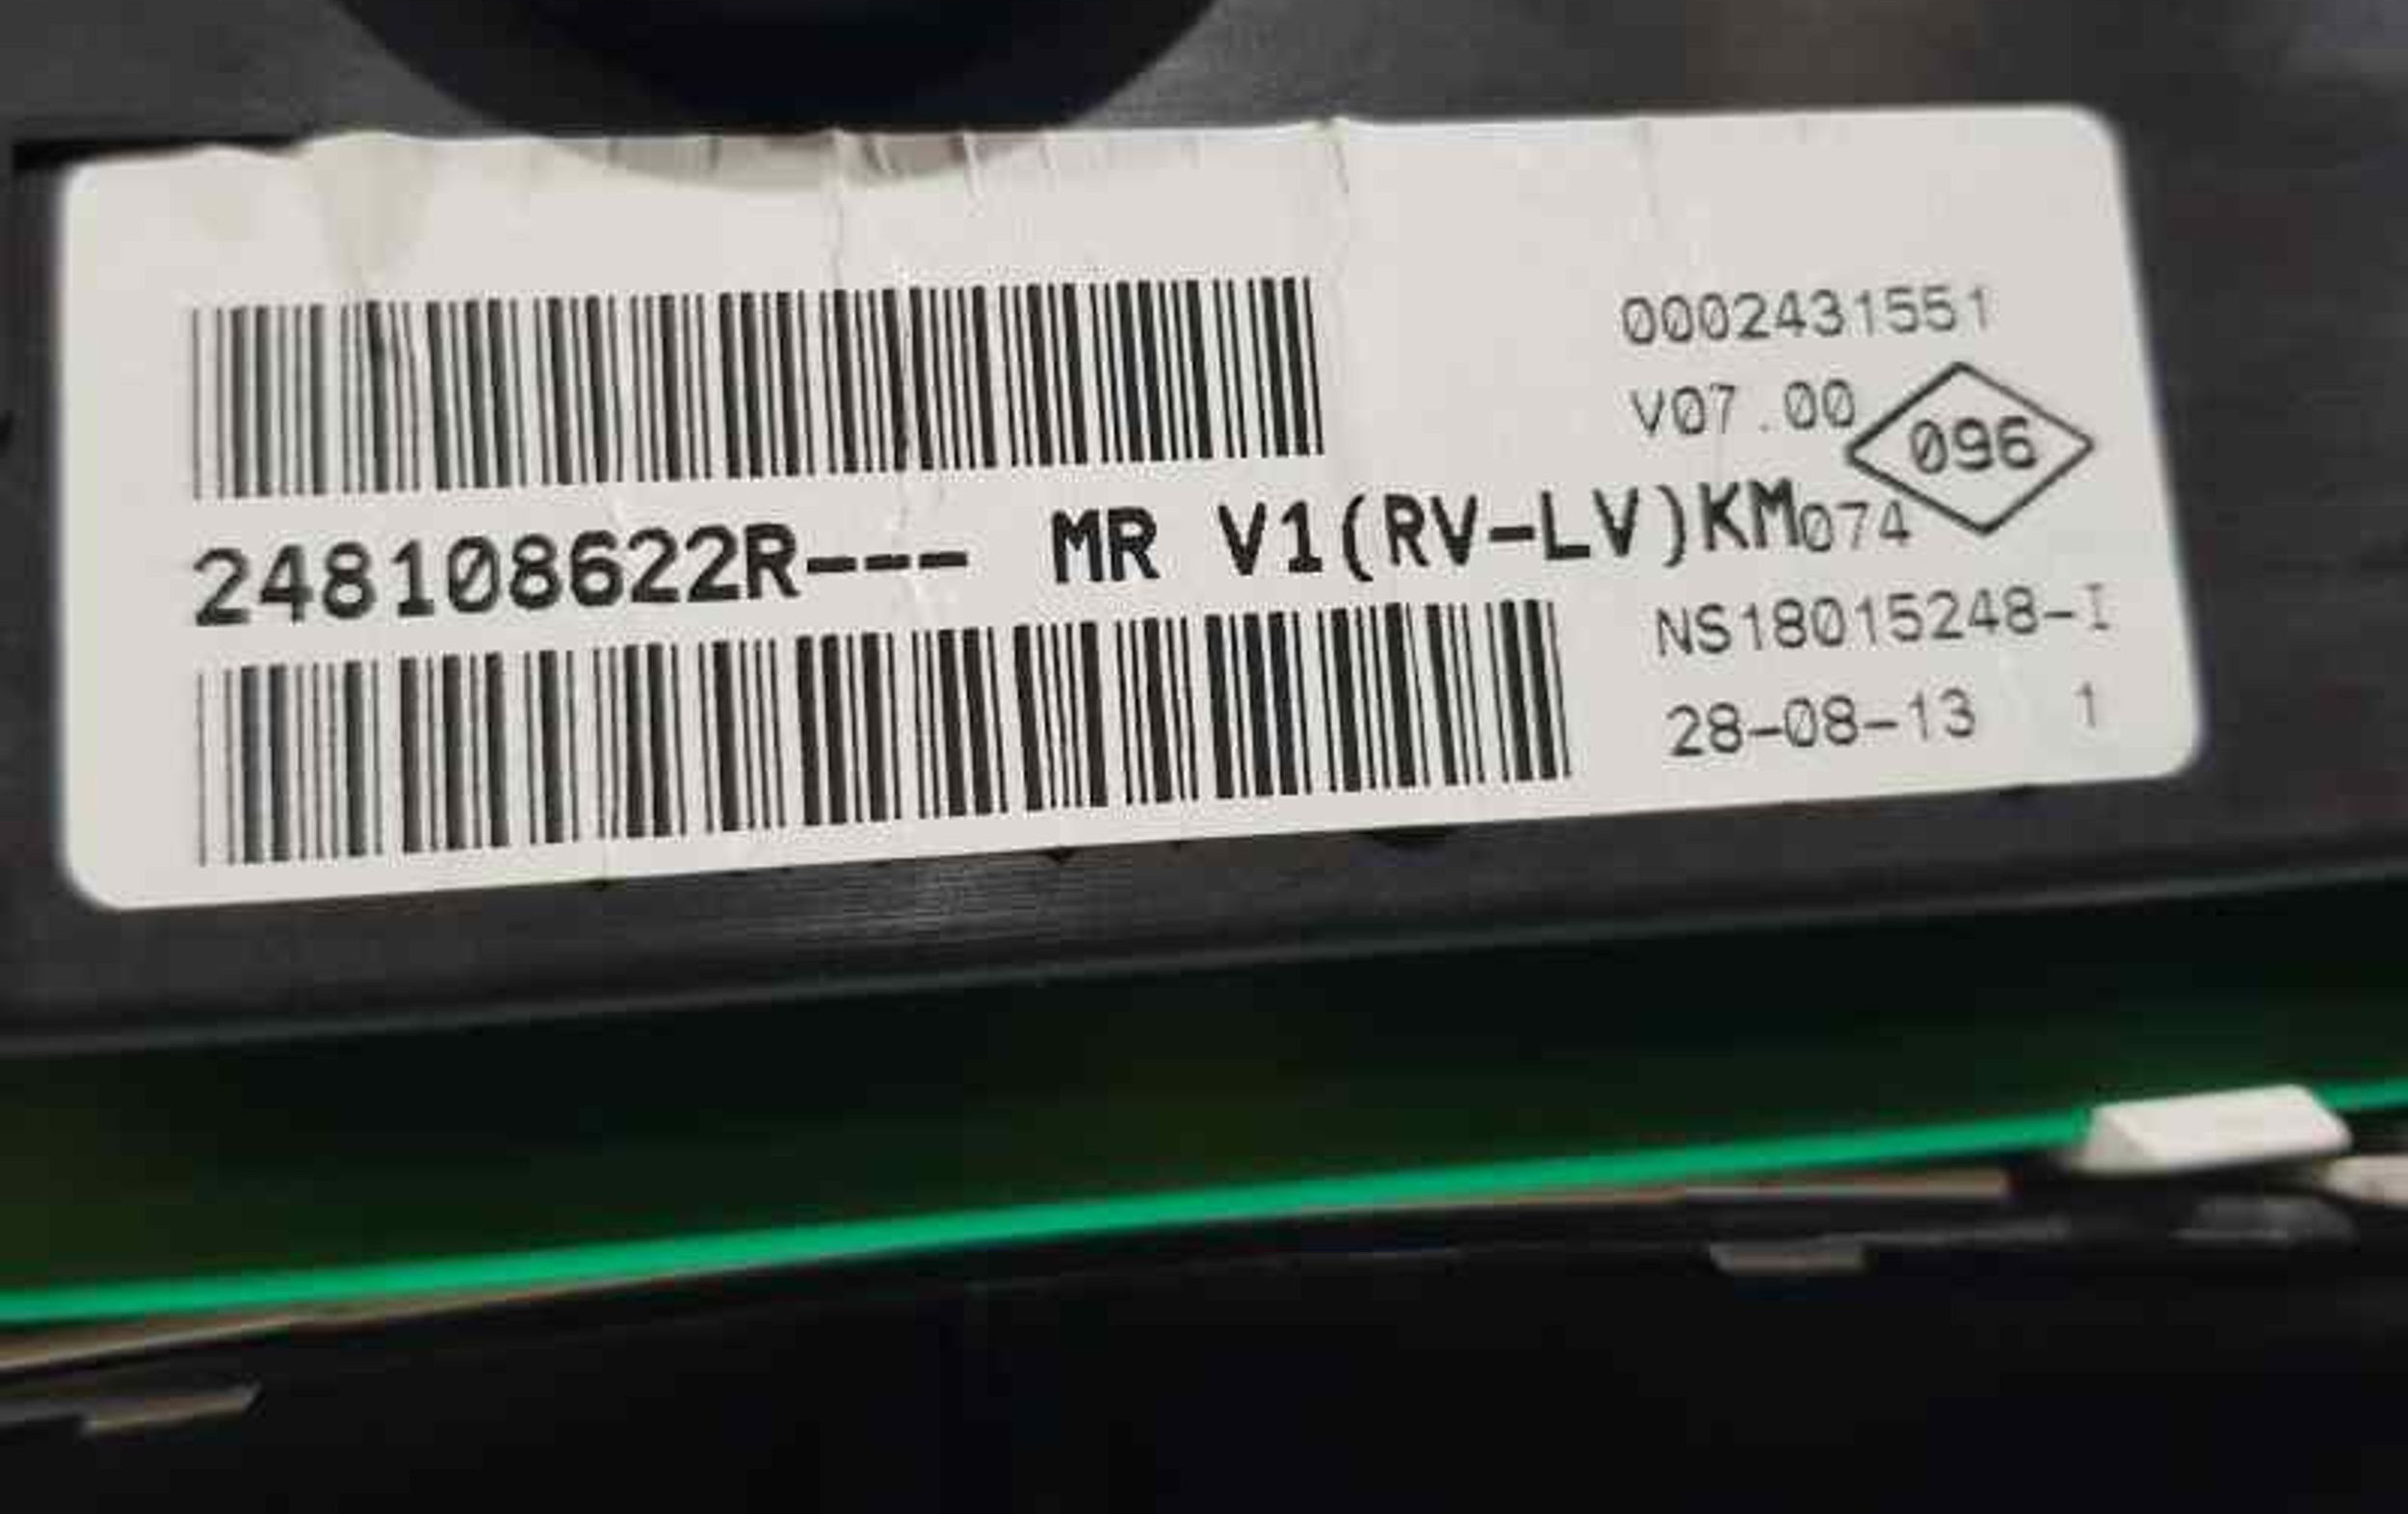 0002431551
V07.00
096
248108622R--- MR V1(RV-LV)KM074
NS18015248-I
28-08-13 1